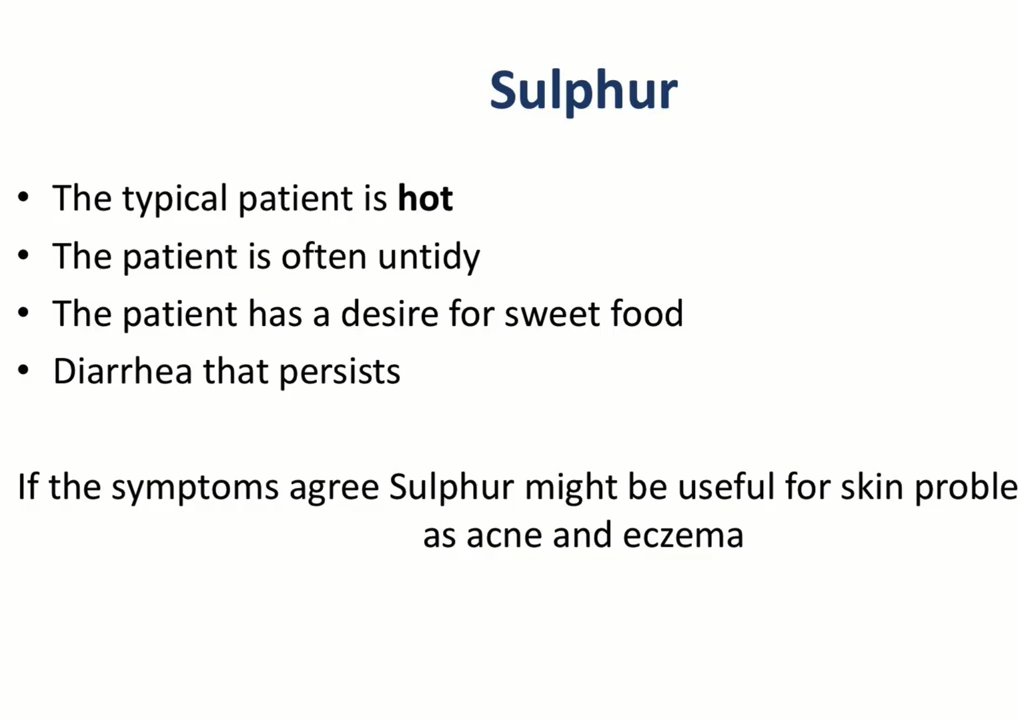 Sulphur
• The typical patient is hot
• The patient is often untidy
• The patient has a desire for sweet food
• Diarrhea that persists
If the symptoms agree Sulphur might be useful for skin proble
as acne and eczema